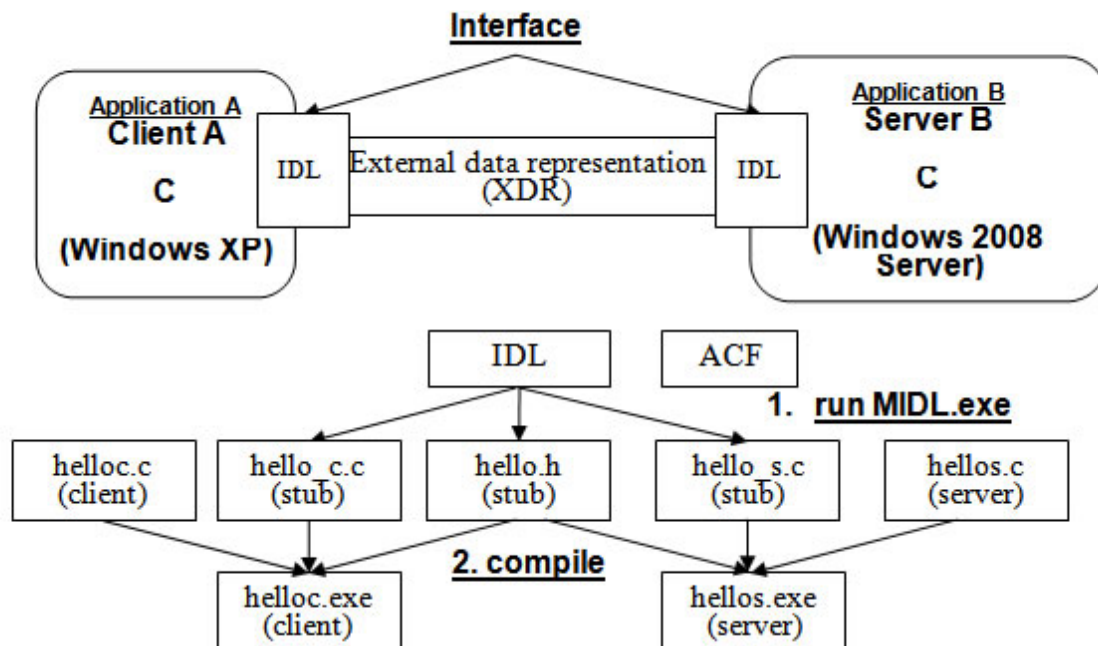 Interface
Application A
Client A
C
(Windows XP)
IDL
External data representation
(XDR)
IDL
Application B
Server B
C
(Windows 2008
Server)
IDL
ACF
1. run MIDL.exe
helloc.c
(client)
hello_c.c
(stub)
hello.h
(stub)
hello_s.c
(stub)
hellos.c
(server)
2. compile
helloc.exe
(client)
hellos.exe
(server)